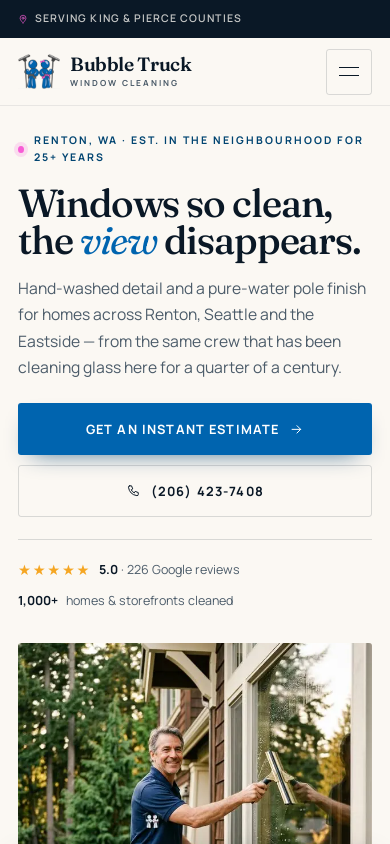 SERVING KING & PIERCE COUNTIES
Bubble Truck
WINDOW CLEANING
RENTON, WA · EST. IN THE NEIGHBOURHOOD FOR
25+ YEARS
Windows so clean,
the view disappears.
Hand-washed detail and a pure-water pole finish
for homes across Renton, Seattle and the
Eastside — from the same crew that has been
cleaning glass here for a quarter of a century.
GET AN INSTANT ESTIMATE →
(206) 423-7408
★★★★★ 5.0 · 226 Google reviews
1,000+ homes & storefronts cleaned